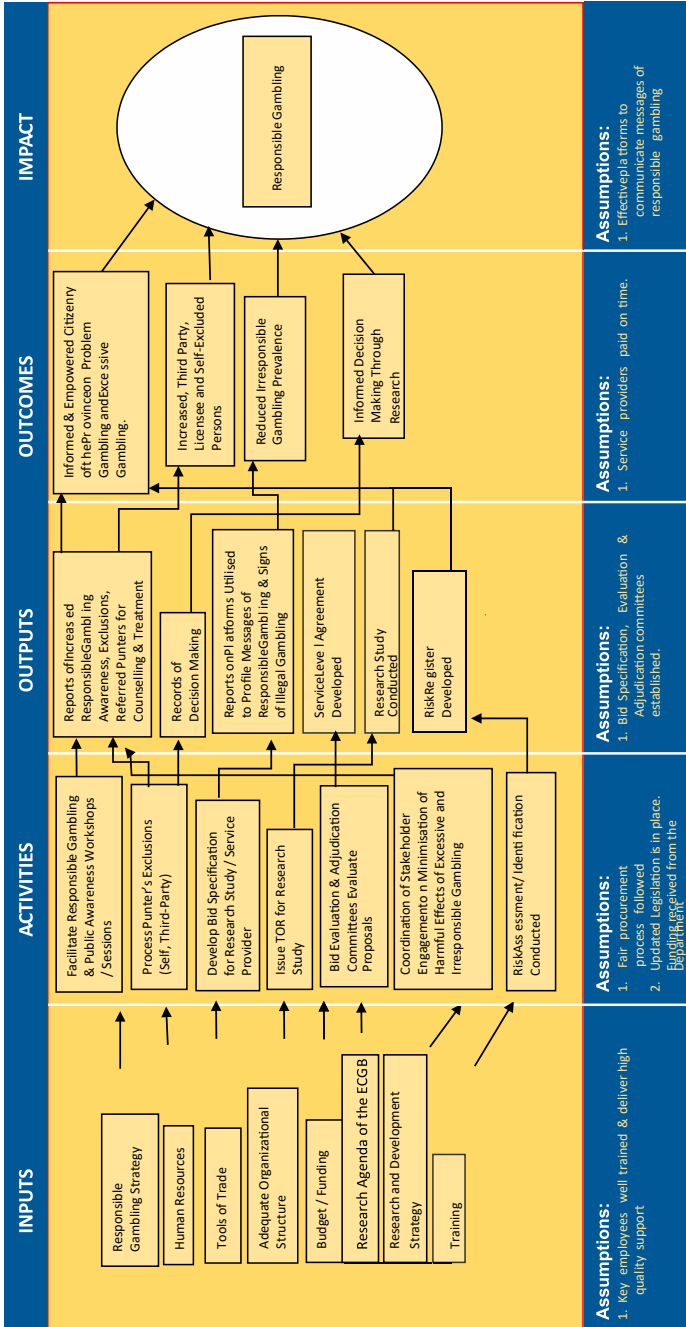 INPUTS
ACTIVITIES
OUTPUTS
OUTCOMES
IMPACT
Responsible
Gambling Strategy
Human Resources
Tools of Trade
Adequate Organizational
Structure
Budget / Funding
Research Agenda of the ECGB
Research and Development
Strategy
Training
Facilitate Responsible Gambling
& Public Awareness Workshops
/ Sessions
Process Punter's Exclusions
(Self, Third-Party)
Develop Bid Specification
for Research Study / Service
Provider
Issue TOR for Research
Study
Bid Evaluation & Adjudication
Committees Evaluate
Proposals
Coordination of Stakeholder
Engagemento n Minimisation of
Harmful Effects of Excessive and
Irresponsible Gambling
RiskAss essment/ Identification
Conducted
Reports ofIncreas ed
ResponsibleGambl ing
Awareness, Exclusions,
Referred Punters for
Counselling & Treatment
Records of
Decision Making
Reports onPl atforms Utilised
to Profile Messages of
ResponsibleGambl ing & Signs
of Illegal Gambling
ServiceLeve l Agreement
Developed
Research Study
Conducted
RiskRe gister
Developed
Informed & Empowered Citizenry
oft hePr ovinceon Problem
Gambling andExce ssive
Gambling.
Increased, Third Party,
Licensee and Self-Excluded
Persons
Reduced Irresponsible
Gambling Prevalence
Informed Decision
Making Through
Research
Responsible Gambling
Assumptions:
1. Key employees well trained & deliver high
quality support
Assumptions:
1. Fair procurement
process followed
2. Updated Legislation is in place.
Funding received from the
Department
Assumptions:
1. Bid Specification, Evaluation &
Adjudication committees
established.
Assumptions:
1. Service providers paid on time.
Assumptions:
1. Effectivepla tforms to
communicate messages of
responsible gambling